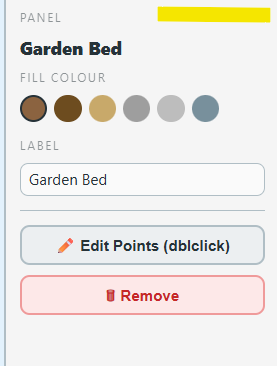 PANEL
Garden Bed
FILL COLOUR
LABEL
Garden Bed
Edit Points (dblclick)
Remove